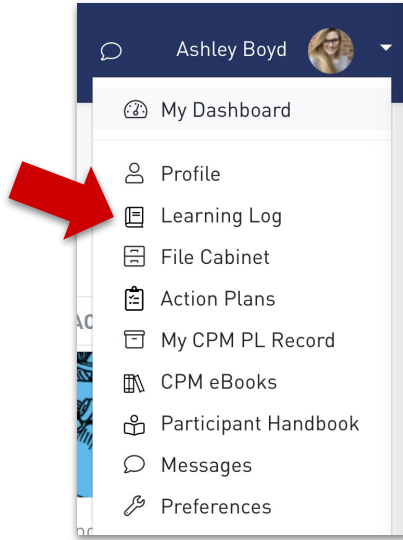 Ashley Boyd
My Dashboard
Profile
Learning Log
File Cabinet
Action Plans
My CPM PL Record
CPM eBooks
Participant Handbook
Messages
Preferences